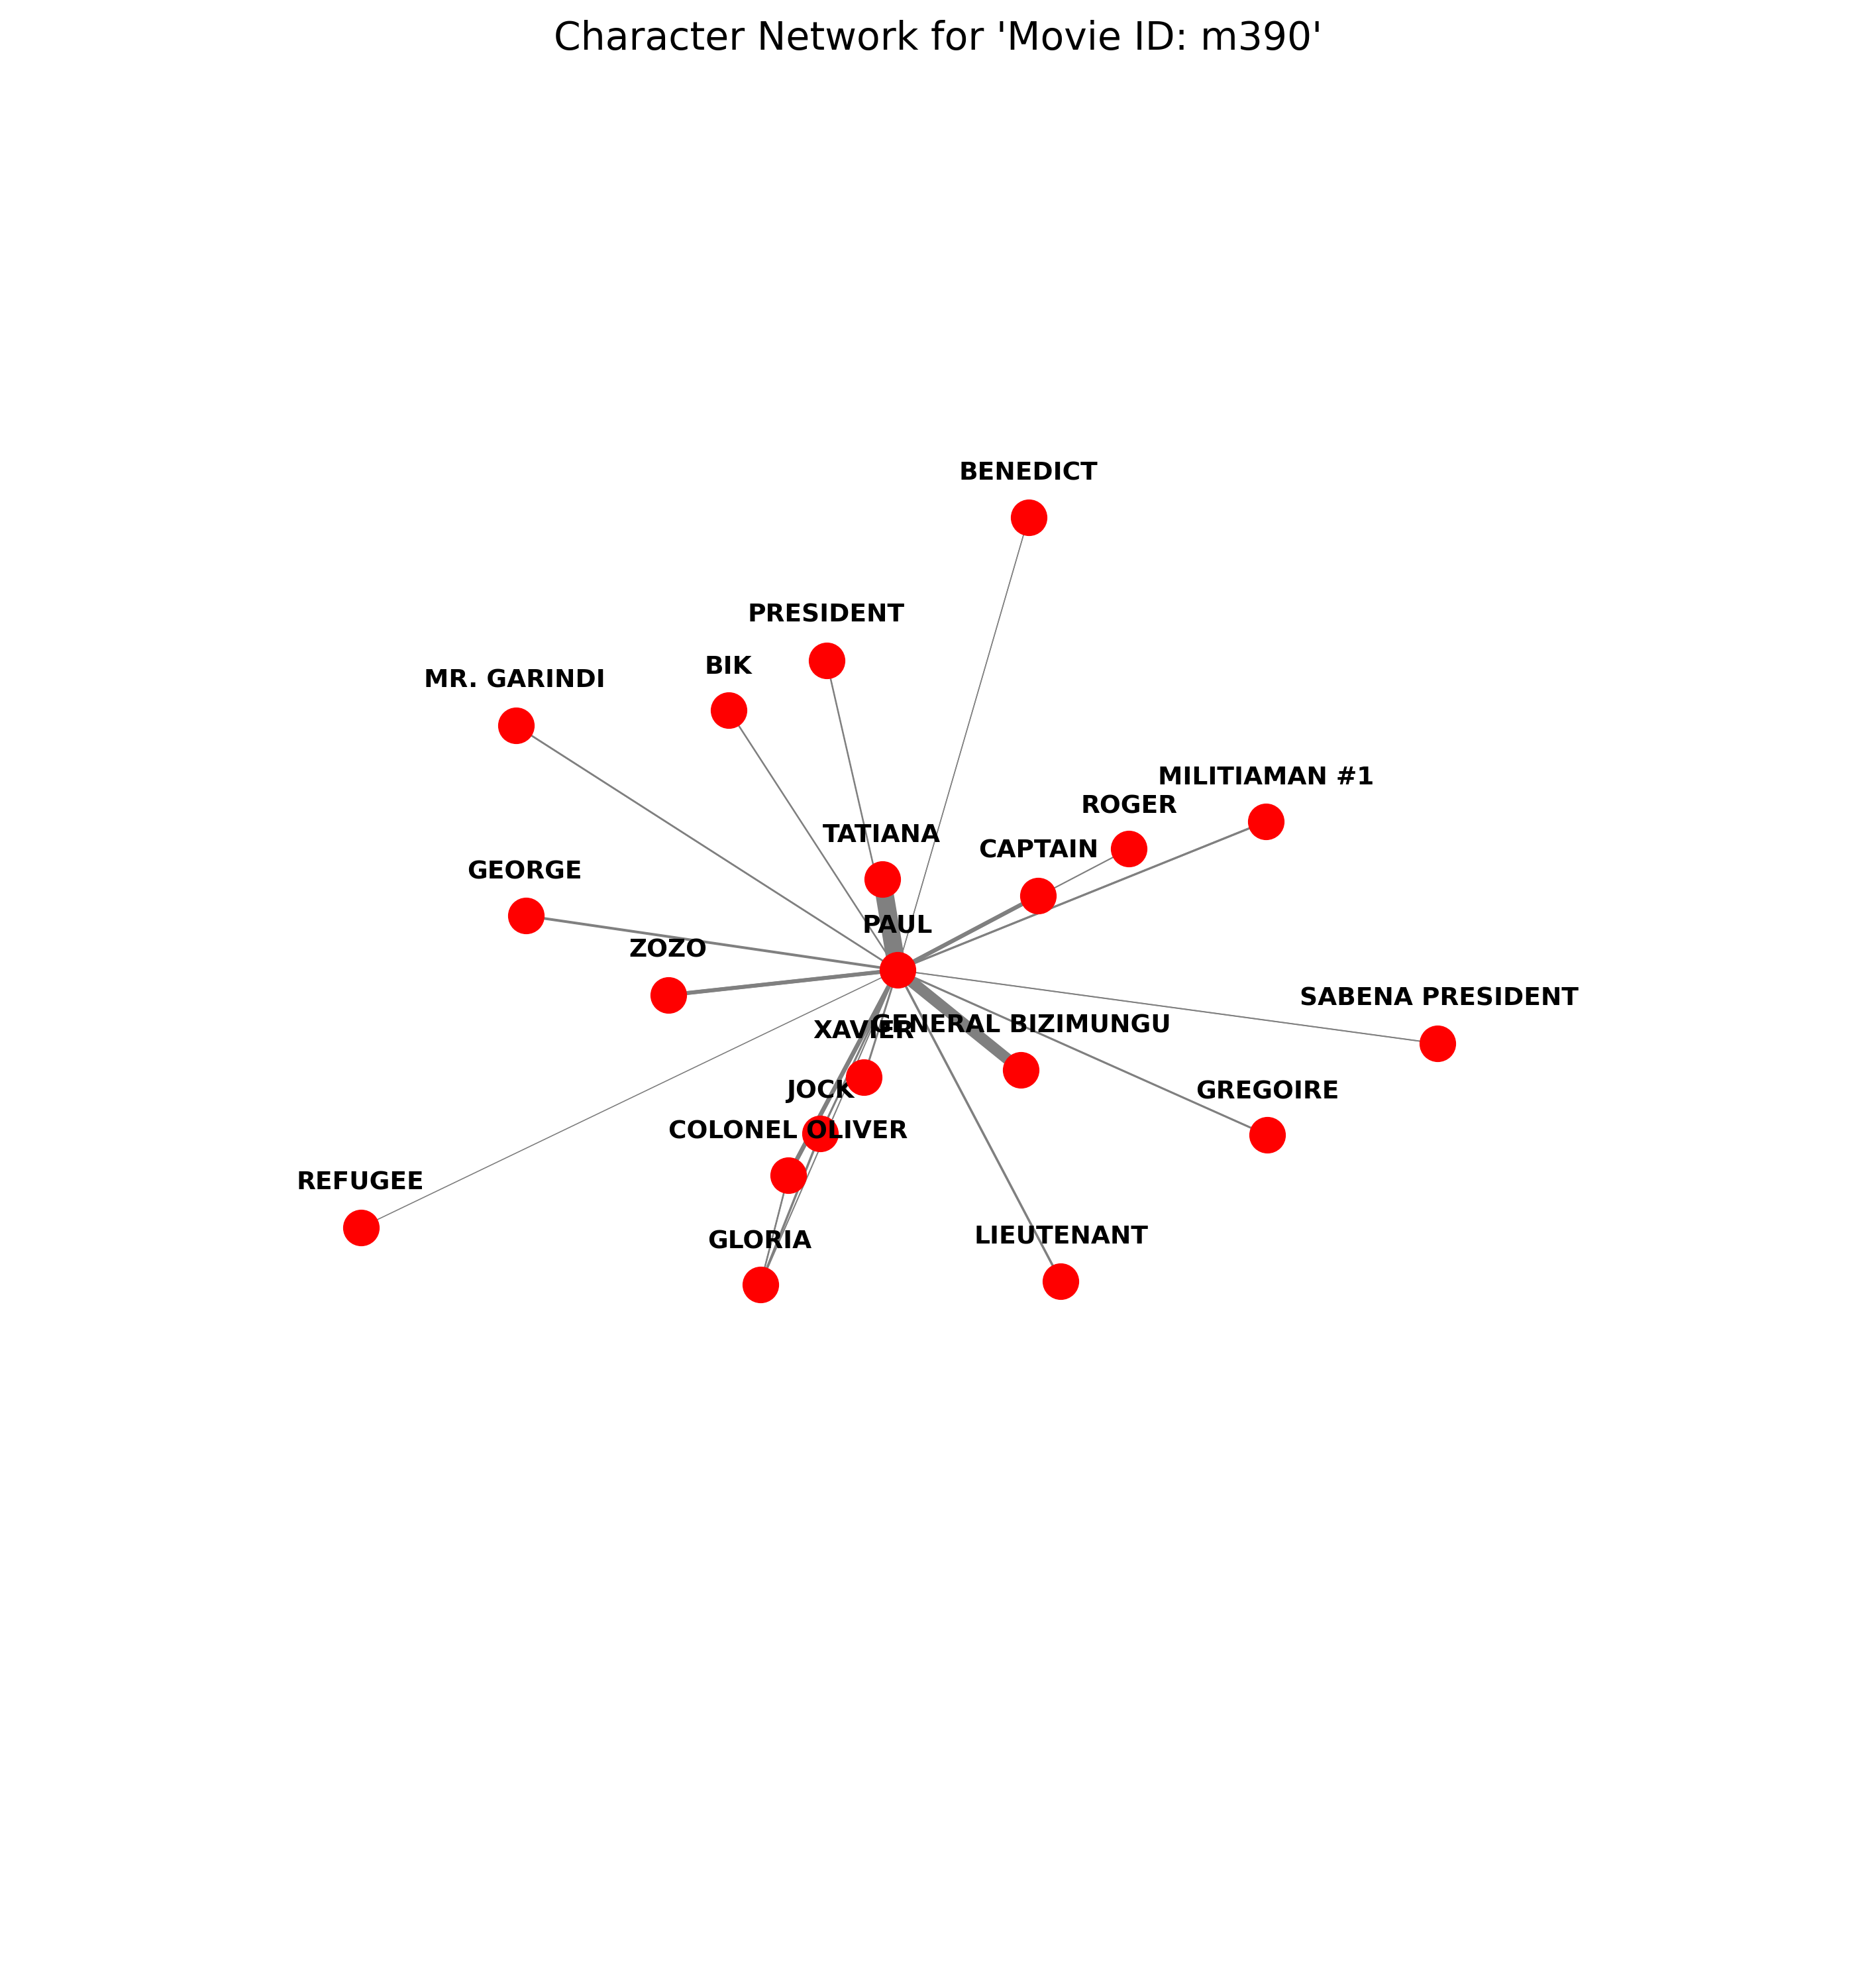 Character Network for 'Movie ID: m390'
BENEDICT
PRESIDENT
BIK
MR. GARINDI
MILITIAMAN #1
ROGER
TATIANA
CAPTAIN
GEORGE
PAUL
ZOZO
SABENA PRESIDENT
XAVIER
GENERAL BIZIMUNGU
JOCK
GREGOIRE
COLONEL OLIVER
REFUGEE
GLORIA
LIEUTENANT